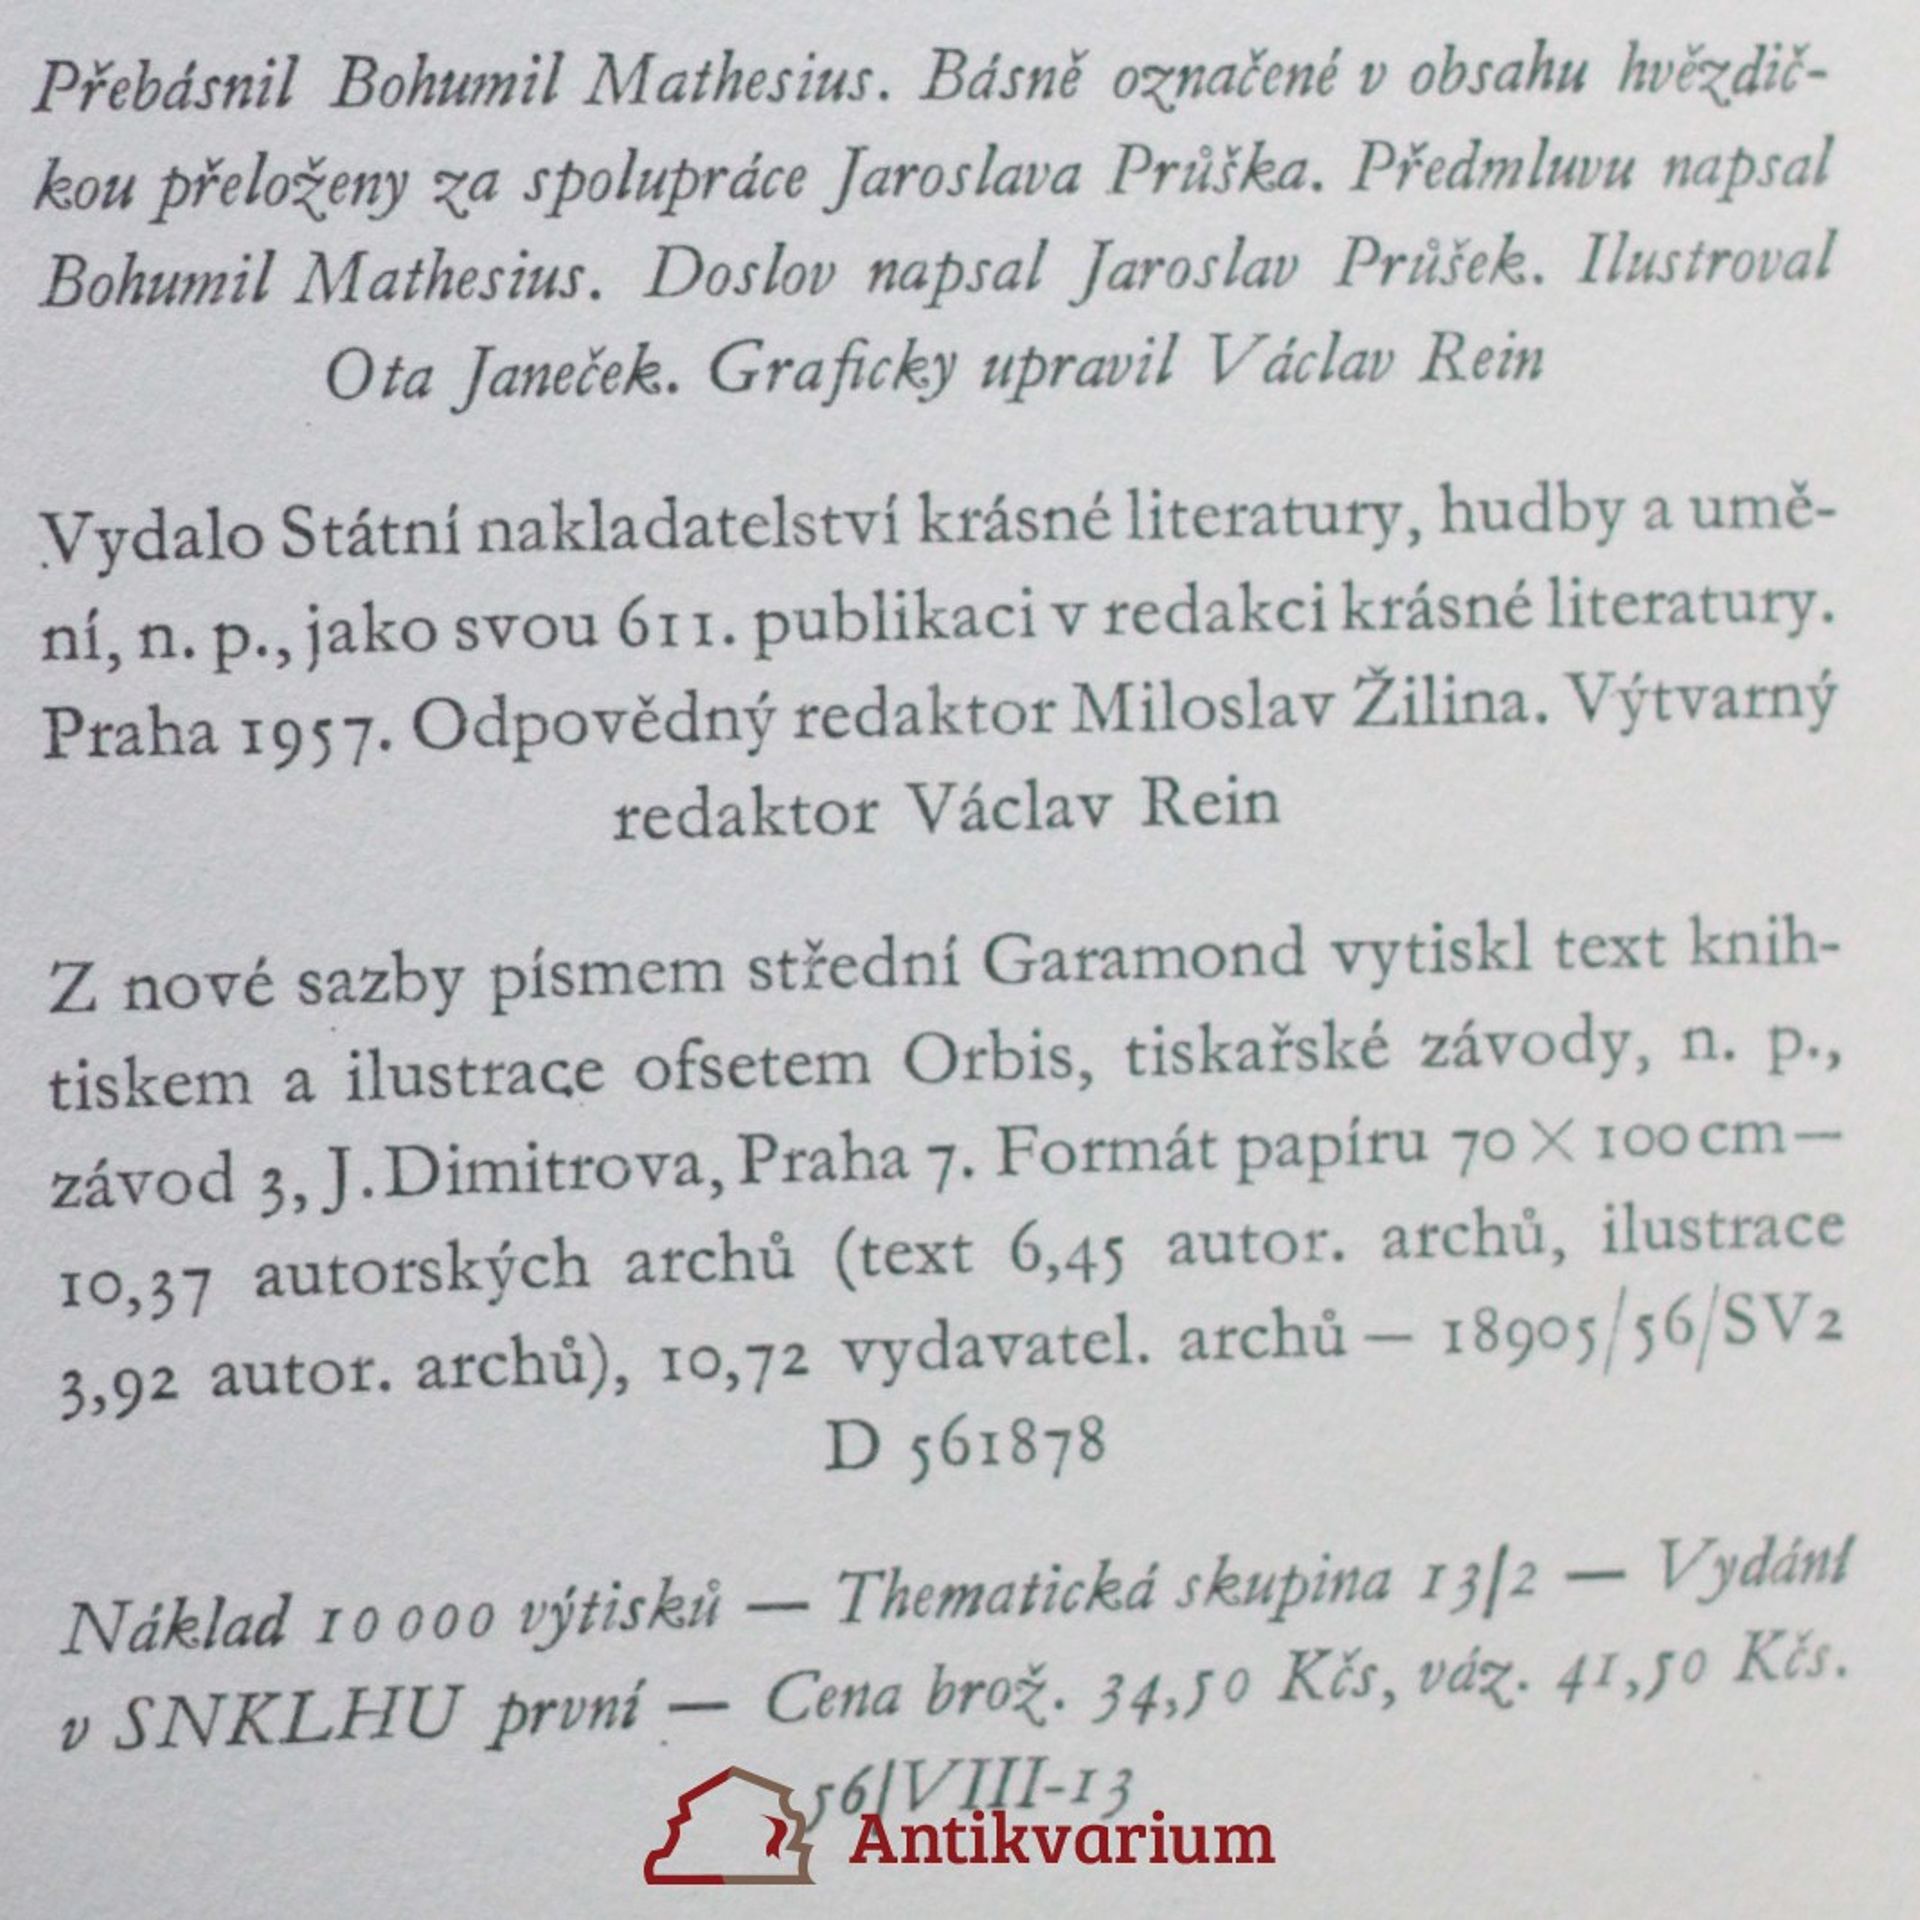 Přebásnil Bohumil Mathesius. Básně označené v obsahu hvězdič-
kou přeloženy za spolupráce Jaroslava Průška. Předmluvu napsal
Bohumil Mathesius. Doslov napsal Jaroslav Průšek. Ilustroval
Ota Janeček. Graficky upravil Václav Rein
Vydalo Státní nakladatelství krásné literatury, hudby a umě-
ní, n. p., jako svou 611. publikaci v redakci krásné literatury.
Praha 1957. Odpovědný redaktor Miloslav Žilina. Výtvarný
redaktor Václav Rein
Z nové sazby písmem střední Garamond vytiskl text knih-
tiskem a ilustrace ofsetem Orbis, tiskařské závody, n. p.,
závod 3, J. Dimitrova, Praha 7. Formát papíru 70 × 100 cm —
10,37 autorských archů (text 6,45 autor. archů, ilustrace
3,92 autor. archů), 10,72 vydavatel. archů — 18905/56/SV2
D 561878
Náklad 10 000 výtisků — Thematická skupina 13/2 — Vydání
v SNKLHU první — Cena brož. 34,50 Kčs, váz. 41,50 Kčs.
56/VIII-13
Antikvarium